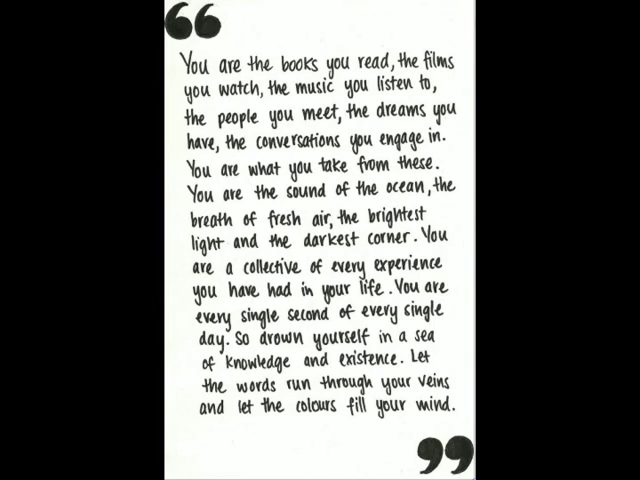 “
You are the books you read, the films
you watch, the music you listen to,
the people you meet, the dreams you
have, the conversations you engage in.
You are what you take from these.
You are the sound of the ocean, the
breath of fresh air, the brightest
light and the darkest corner. You
are a collective of every experience
you have had in your life. You are
every single second of every single
day. So drown yourself in a sea
of knowledge and existence. Let
the words run through your veins
and let the colours fill your mind.
”